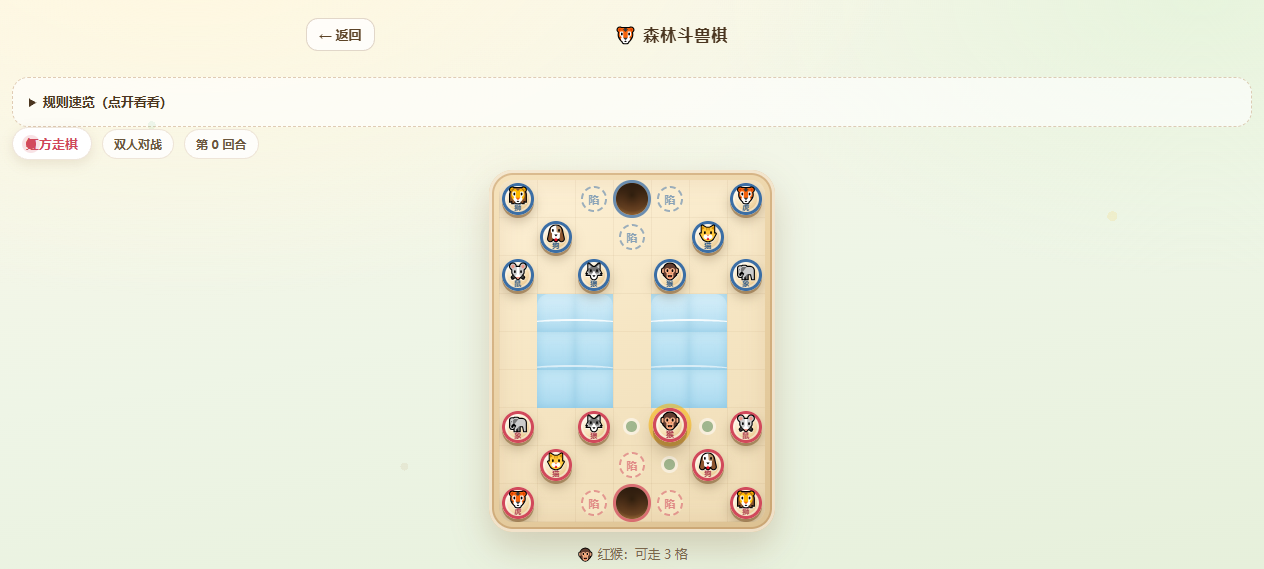 ← 返回
🐯 森林斗兽棋
▶ 规则速览（点开看看）
红方走棋
双人对战
第 0 回合
狮 陷 陷 虎
狗 陷 猫
鼠 猴 象
象 猴 鼠
猫 陷 狗
虎 陷 陷 狮
红猴：可走 3 格